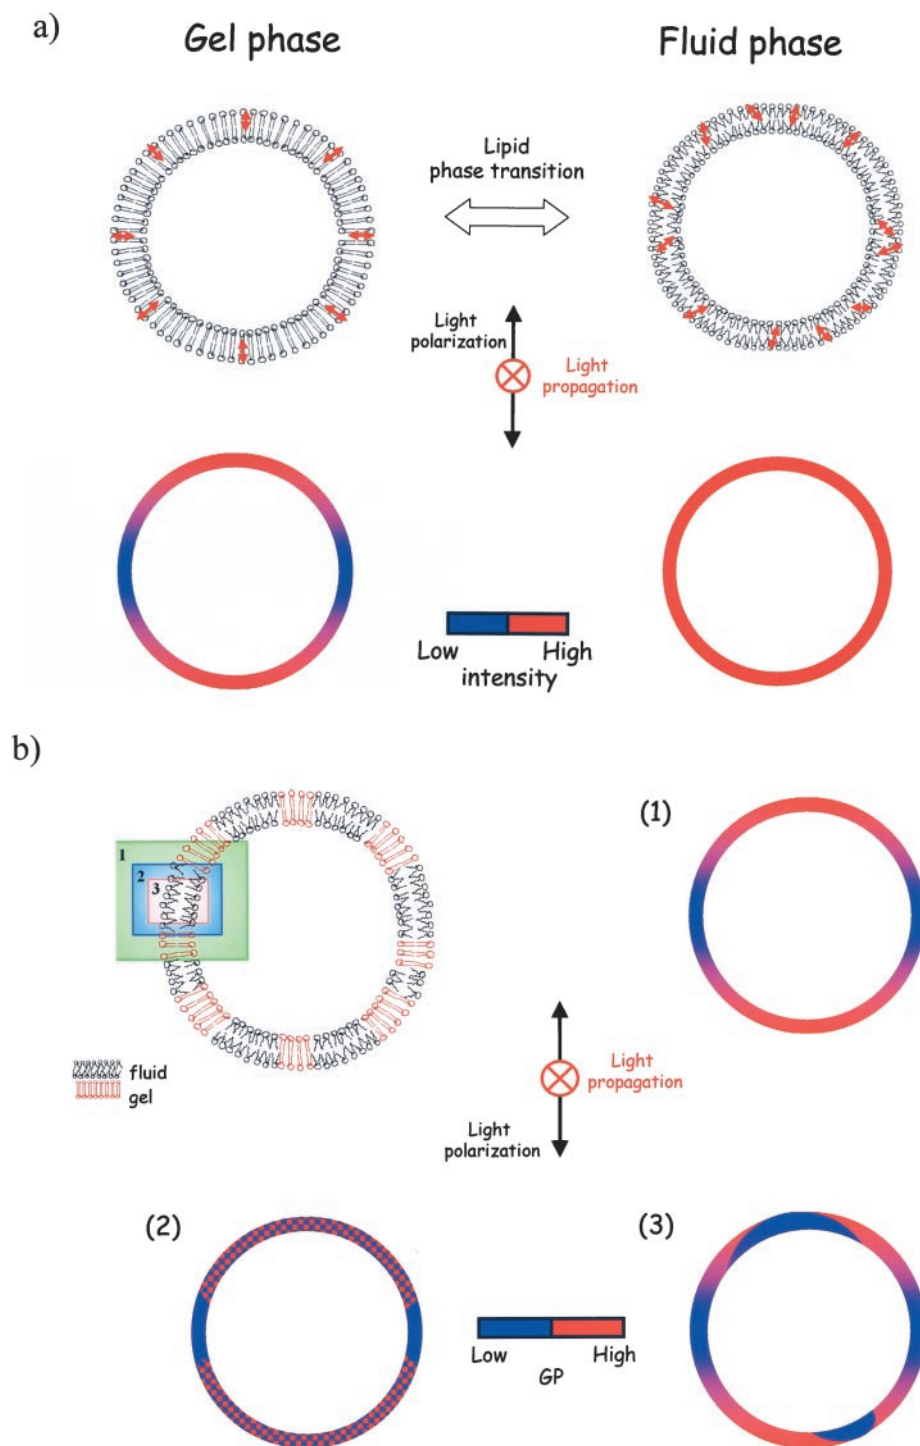 a)
Gel phase
Fluid phase
Lipid
phase transition
Light
polarization
Light
propagation
Low
High
intensity
b)
1
2
3
(1)
fluid
gel
Light
propagation
Light
polarization
(2)
(3)
Low
High
GP